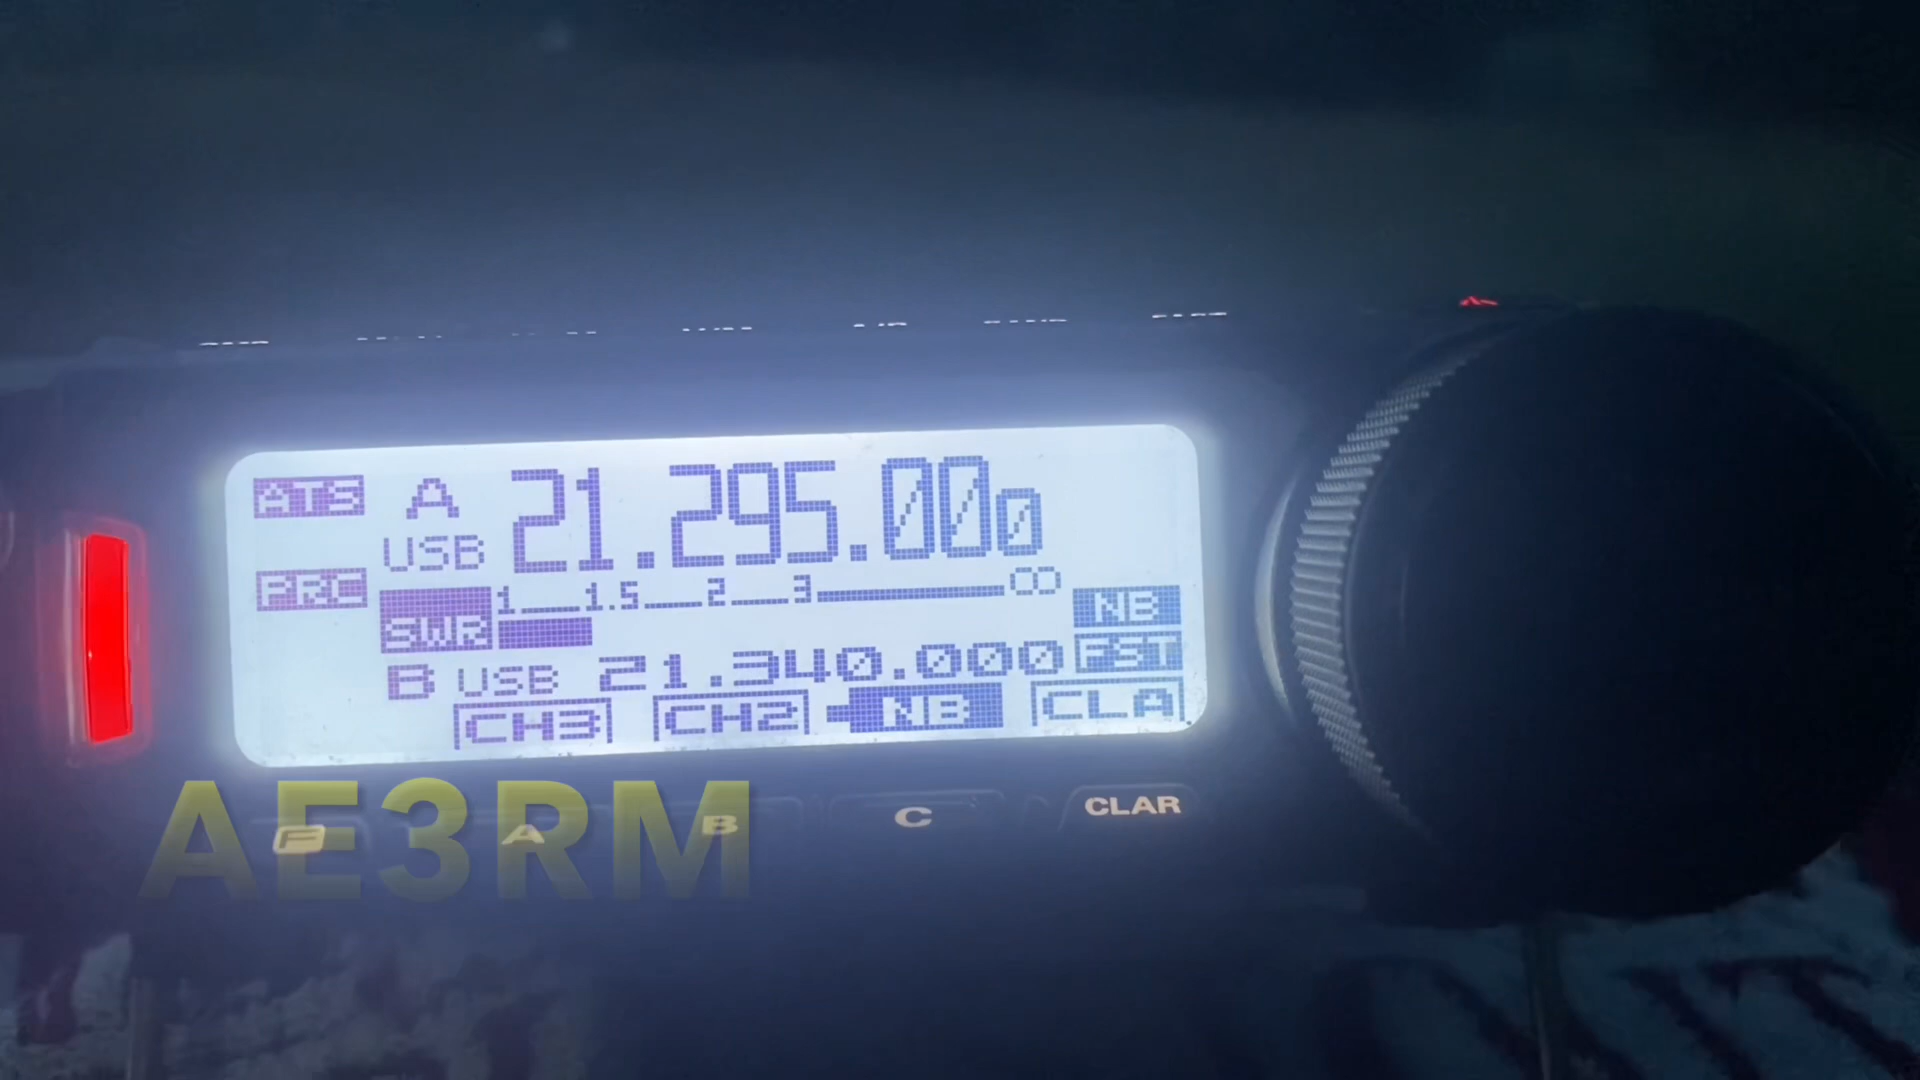 ATS A 21.295.000
USB
PRC
1 1.5 2 3 ∞
SWR
NB
FST
B USB 21.340.000
CH3 CH2 NB CLA
F A B C CLAR
AE3RM